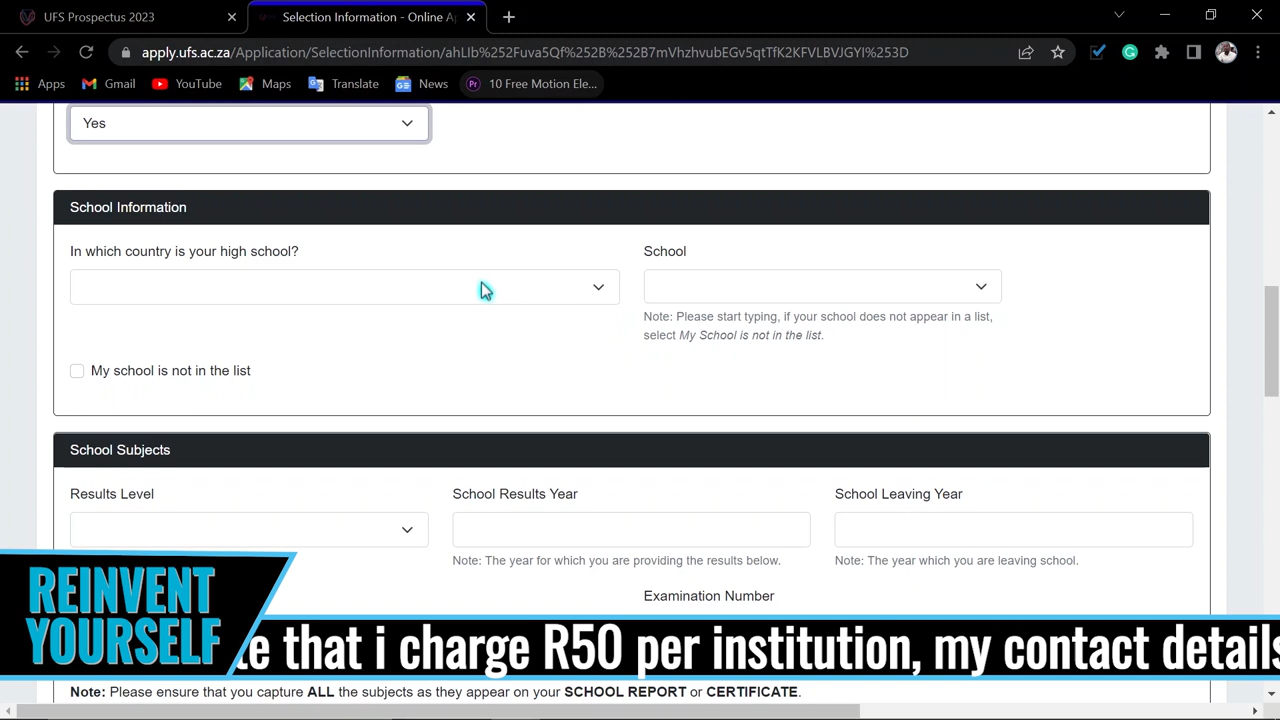 UFS Prospectus 2023
Selection Information - Online Ap
apply.ufs.ac.za/Application/SelectionInformation/ahLIb%252Fuva5Qf%252B%252B7mVhzhvubEGv5qtTfK2KFVLBVJGYI%253D
Apps
Gmail
YouTube
Maps
Translate
News
Pr
10 Free Motion Ele...
Yes
School Information
In which country is your high school?
School
Note: Please start typing, if your school does not appear in a list,
select My School is not in the list.
My school is not in the list
School Subjects
Results Level
School Results Year
School Leaving Year
Note: The year for which you are providing the results below.
Note: The year which you are leaving school.
Examination Number
REINVENT
YOURSELF
te that i charge R50 per institution, my contact details
Note: Please ensure that you capture ALL the subjects as they appear on your SCHOOL REPORT or CERTIFICATE.